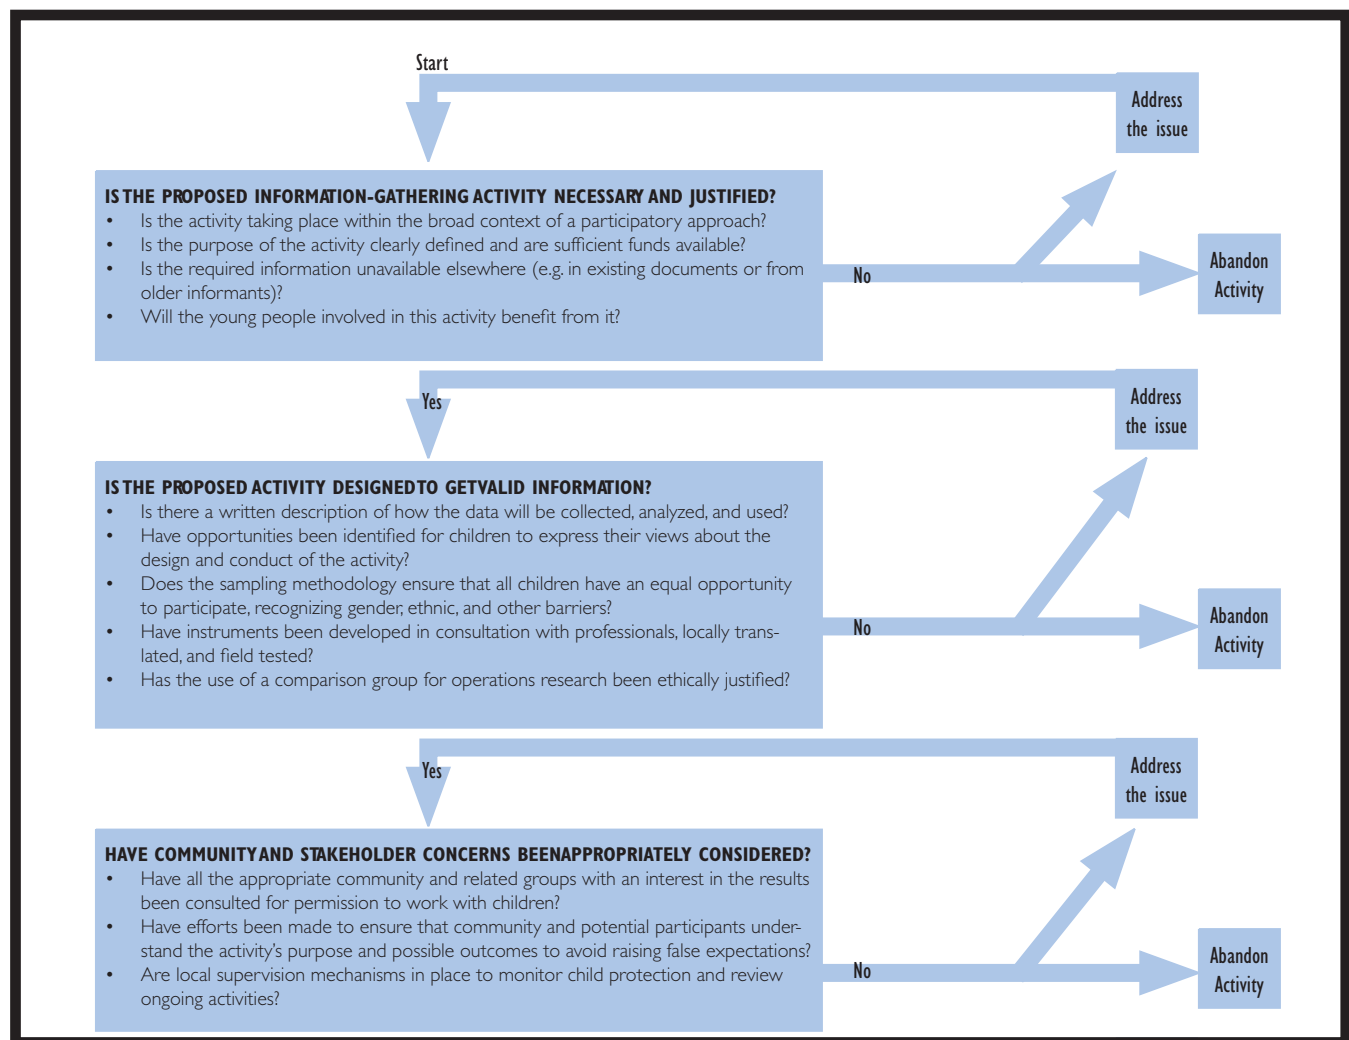 Start
Address
the issue
IS THE PROPOSED INFORMATION-GATHERING ACTIVITY NECESSARY AND JUSTIFIED?
• Is the activity taking place within the broad context of a participatory approach?
• Is the purpose of the activity clearly defined and are sufficient funds available?
• Is the required information unavailable elsewhere (e.g. in existing documents or from
older informants)?
• Will the young people involved in this activity benefit from it?
No
Abandon
Activity
Yes
Address
the issue
IS THE PROPOSED ACTIVITY DESIGNEDTO GETVALID INFORMATION?
• Is there a written description of how the data will be collected, analyzed, and used?
• Have opportunities been identified for children to express their views about the
design and conduct of the activity?
• Does the sampling methodology ensure that all children have an equal opportunity
to participate, recognizing gender, ethnic, and other barriers?
• Have instruments been developed in consultation with professionals, locally trans-
lated, and field tested?
• Has the use of a comparison group for operations research been ethically justified?
No
Abandon
Activity
Yes
Address
the issue
HAVE COMMUNITY AND STAKEHOLDER CONCERNS BEENAPPROPRIATELY CONSIDERED?
• Have all the appropriate community and related groups with an interest in the results
been consulted for permission to work with children?
• Have efforts been made to ensure that community and potential participants under-
stand the activity's purpose and possible outcomes to avoid raising false expectations?
• Are local supervision mechanisms in place to monitor child protection and review
ongoing activities?
No
Abandon
Activity